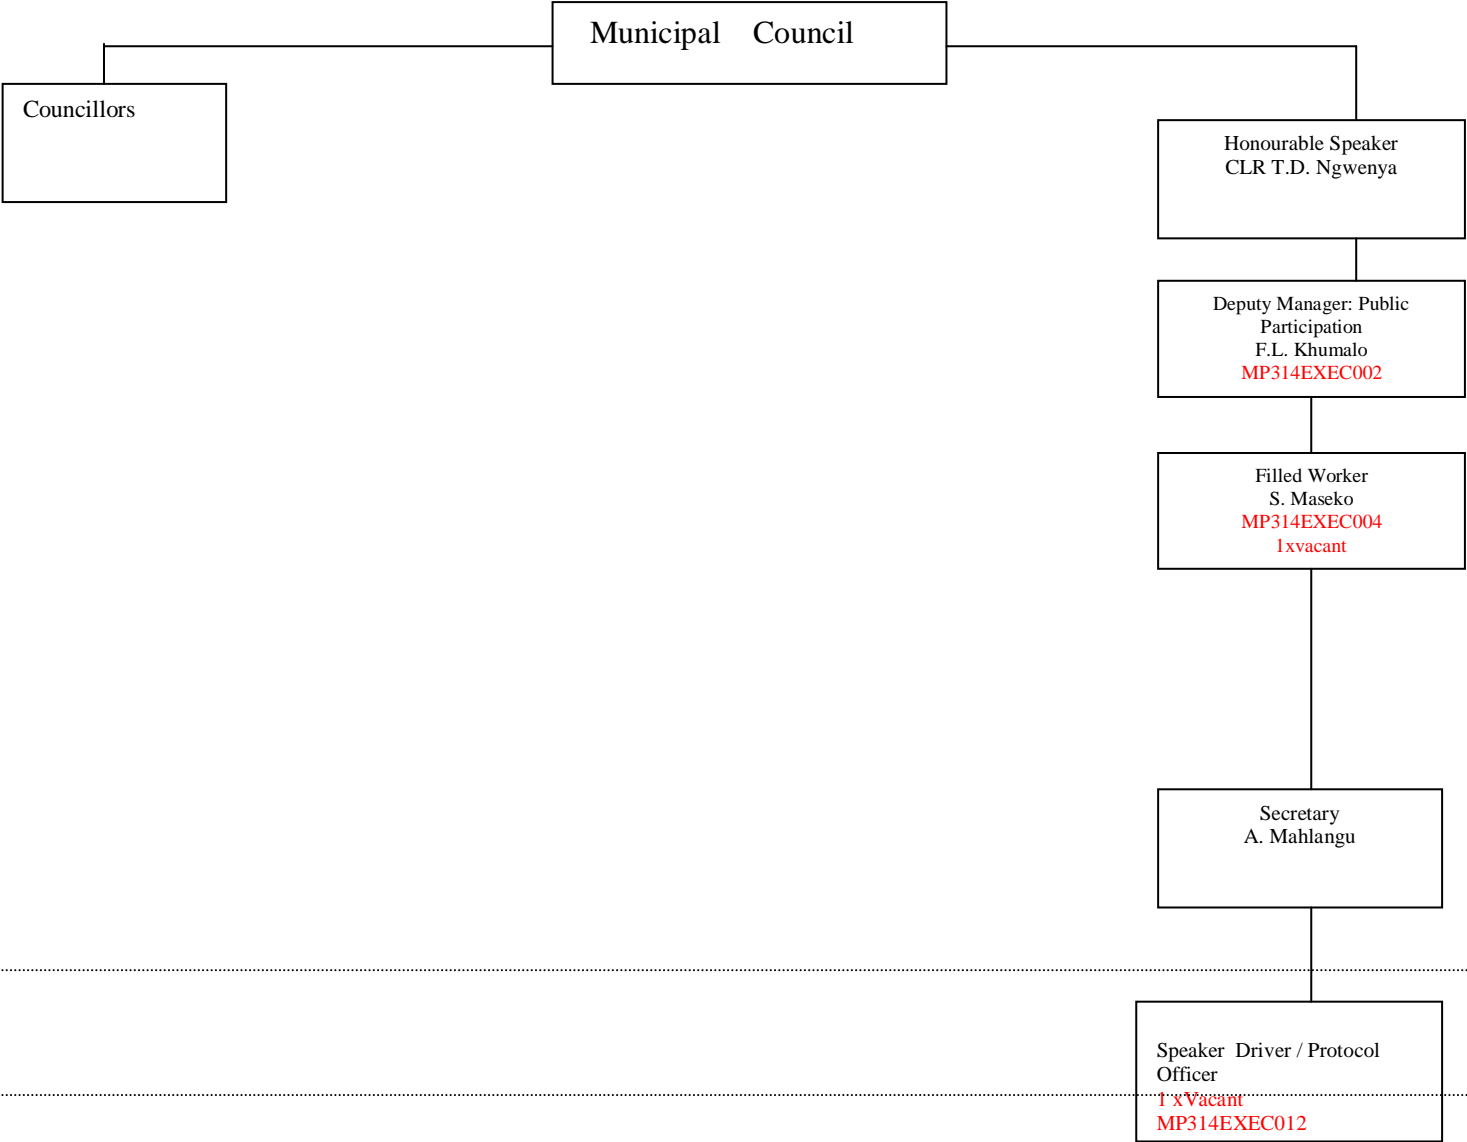 Municipal Council
Councillors
Honourable Speaker
CLR T.D. Ngwenya
Deputy Manager: Public
Participation
F.L. Khumalo
MP314EXEC002
Filled Worker
S. Maseko
MP314EXEC004
1xvacant
Secretary
A. Mahlangu
Speaker Driver / Protocol
Officer
1 xVacant
MP314EXEC012